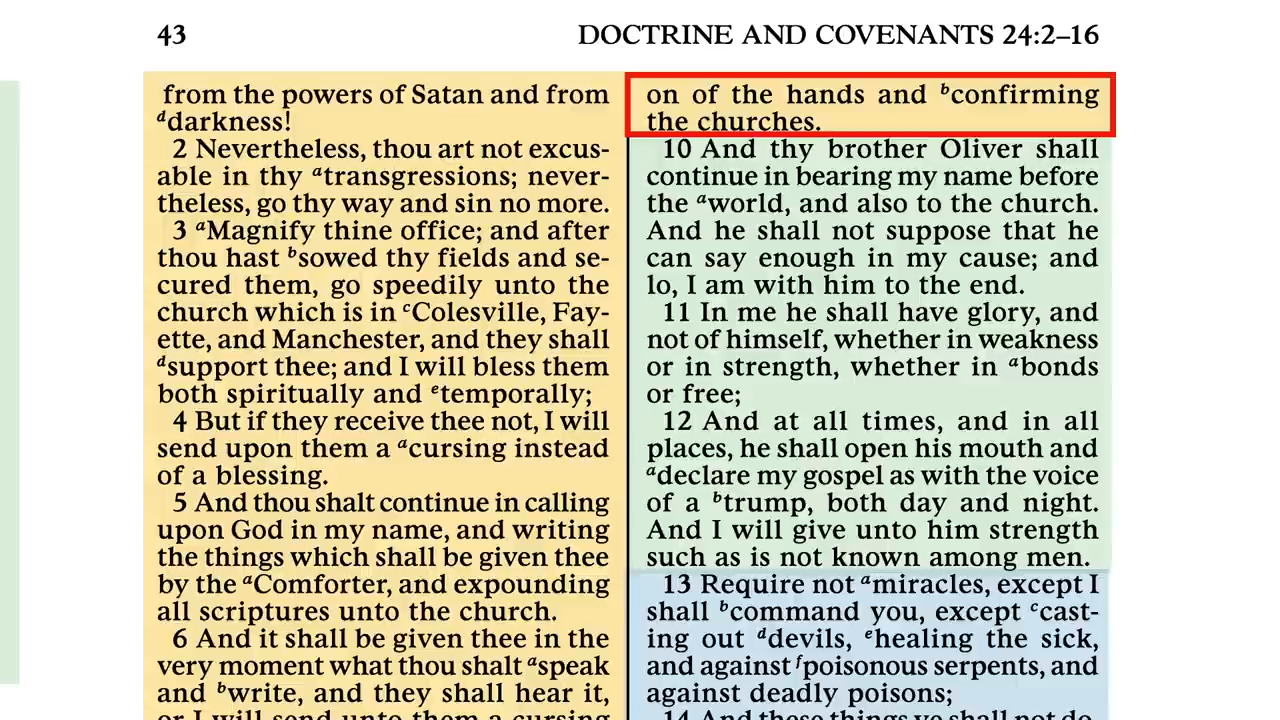 43
DOCTRINE AND COVENANTS 24:2–16
from the powers of Satan and from
ᵈdarkness!
2 Nevertheless, thou art not excus-
able in thy ᵃtransgressions; never-
theless, go thy way and sin no more.
3 ᵃMagnify thine office; and after
thou hast ᵇsowed thy fields and se-
cured them, go speedily unto the
church which is in ᶜColesville, Fay-
ette, and Manchester, and they shall
ᵈsupport thee; and I will bless them
both spiritually and ᵉtemporally;
4 But if they receive thee not, I will
send upon them a ᵃcursing instead
of a blessing.
5 And thou shalt continue in calling
upon God in my name, and writing
the things which shall be given thee
by the ᵃComforter, and expounding
all scriptures unto the church.
6 And it shall be given thee in the
very moment what thou shalt ᵃspeak
and ᵇwrite, and they shall hear it,
or I will send unto them a cursing
on of the hands and ᵇconfirming
the churches.
10 And thy brother Oliver shall
continue in bearing my name before
the ᵃworld, and also to the church.
And he shall not suppose that he
can say enough in my cause; and
lo, I am with him to the end.
11 In me he shall have glory, and
not of himself, whether in weakness
or in strength, whether in ᵃbonds
or free;
12 And at all times, and in all
places, he shall open his mouth and
ᵃdeclare my gospel as with the voice
of a ᵇtrump, both day and night.
And I will give unto him strength
such as is not known among men.
13 Require not ᵃmiracles, except I
shall ᵇcommand you, except ᶜcast-
ing out ᵈdevils, ᵉhealing the sick,
and against ᶠpoisonous serpents, and
against deadly poisons;
14 And these things ye shall not do,